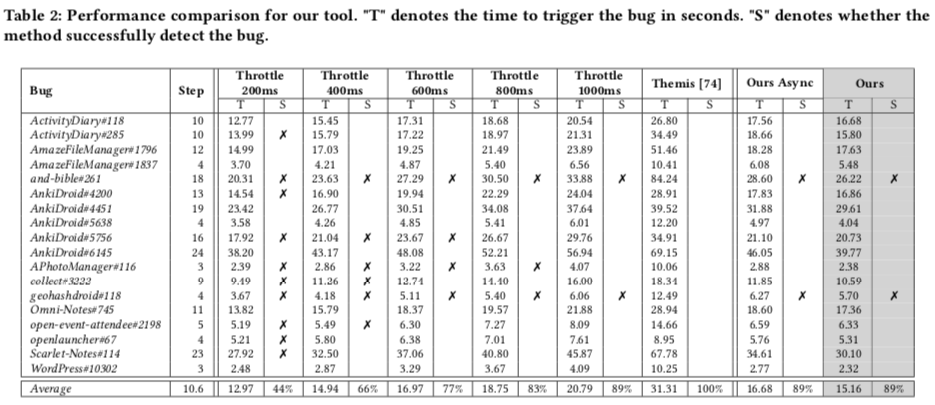 Table 2: Performance comparison for our tool. "T" denotes the time to trigger the bug in seconds. "S" denotes whether the
method successfully detect the bug.
Bug Step Throttle 200ms Throttle 400ms Throttle 600ms Throttle 800ms Throttle 1000ms Themis [74] Ours Async Ours
T S T S T S T S T S T S T S T S
ActivityDiary#118 10 12.77 15.45 17.31 18.68 20.54 26.80 17.56 16.68
ActivityDiary#285 10 13.99 ✗ 15.79 17.22 18.97 21.31 34.49 18.66 15.80
AmazeFileManager#1796 12 14.99 17.03 19.25 21.49 23.89 51.46 18.28 17.63
AmazeFileManager#1837 4 3.70 4.21 4.87 5.40 6.56 10.41 6.08 5.48
and-bible#261 18 20.31 ✗ 23.63 ✗ 27.29 ✗ 30.50 ✗ 33.88 ✗ 84.24 28.60 ✗ 26.22 ✗
AnkiDroid#4200 13 14.54 ✗ 16.90 19.94 22.29 24.04 28.91 17.83 16.86
AnkiDroid#4451 19 23.42 26.77 30.51 34.08 37.64 39.52 31.88 29.61
AnkiDroid#5638 4 3.58 4.26 4.85 5.41 6.01 12.20 4.97 4.04
AnkiDroid#5756 16 17.92 ✗ 21.04 ✗ 23.67 ✗ 26.67 29.76 34.91 21.10 20.73
AnkiDroid#6145 24 38.20 43.17 48.08 52.21 56.94 69.15 46.05 39.77
APhotoManager#116 3 2.39 ✗ 2.86 ✗ 3.22 ✗ 3.63 ✗ 4.07 10.06 2.88 2.38
collect#3222 9 9.49 ✗ 11.26 ✗ 12.74 14.40 16.00 18.34 11.85 10.59
geohashdroid#118 4 3.67 ✗ 4.18 ✗ 5.11 ✗ 5.40 ✗ 6.06 ✗ 12.49 6.27 ✗ 5.70 ✗
Omni-Notes#745 11 13.82 15.79 18.37 19.57 21.88 28.94 18.60 17.36
open-event-attendee#2198 5 5.19 ✗ 5.49 ✗ 6.30 7.27 8.09 14.66 6.59 6.33
openlauncher#67 4 5.21 ✗ 5.80 6.38 7.01 7.61 8.95 5.76 5.31
Scarlet-Notes#114 23 27.92 ✗ 32.50 37.06 40.80 45.87 67.78 34.61 30.10
WordPress#10302 3 2.48 2.87 3.29 3.67 4.09 10.25 2.77 2.32
Average 10.6 12.97 44% 14.94 66% 16.97 77% 18.75 83% 20.79 89% 31.31 100% 16.68 89% 15.16 89%